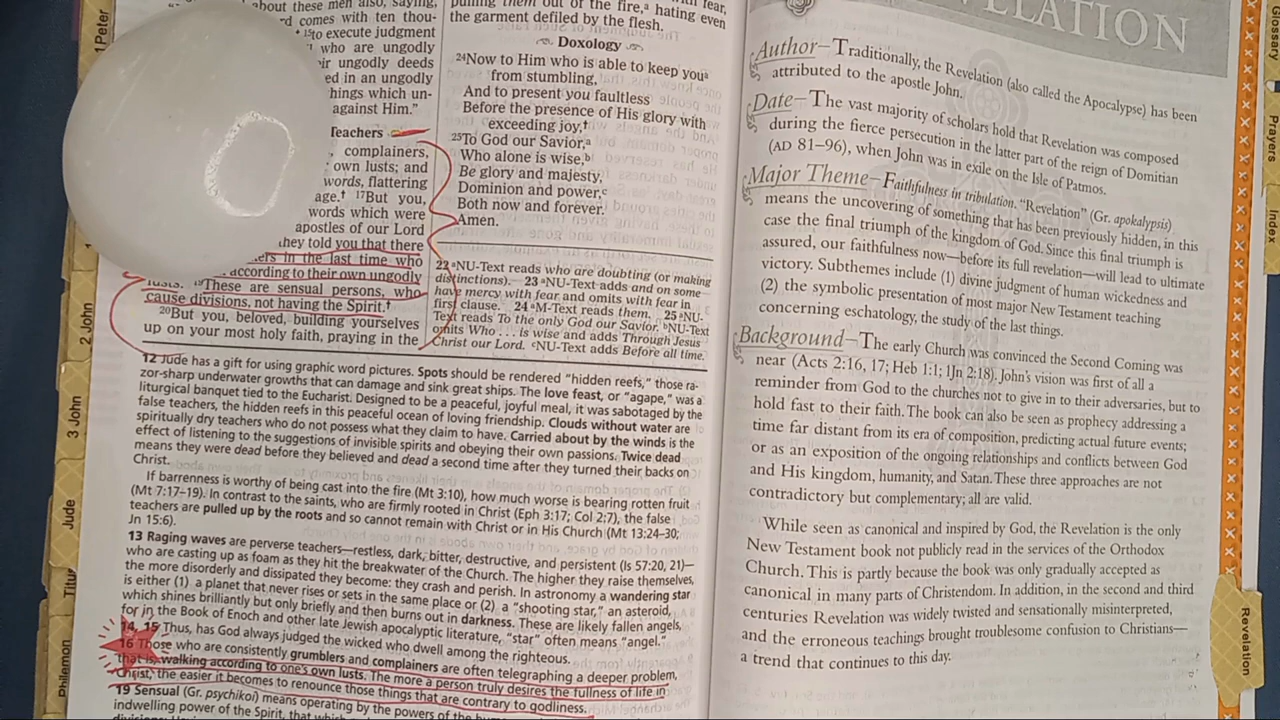 about these men also, saying,
rd comes with ten thou-
15to execute judgment
who are ungodly
eir ungodly deeds
ed in an ungodly
hings which un-
against Him.”
Teachers
complainers,
own lusts; and
words, flattering
age.† 17But you,
words which were
apostles of our Lord
they told you that there
ers in the last time who
according to their own ungodly
lusts. 19These are sensual persons, who
cause divisions, not having the Spirit.†
20But you, beloved, building yourselves
up on your most holy faith, praying in the
pulling them out of the fire,a hating even
the garment defiled by the flesh.
Doxology
24Now to Him who is able to keep youa
from stumbling,
And to present you faultless
Before the presence of His glory with
exceeding joy,†
25To God our Savior,a
Who alone is wise,b
Be glory and majesty,
Dominion and power,c
Both now and forever.
Amen.
22 aNU-Text reads who are doubting (or making
distinctions). 23 aNU-Text adds and on some
have mercy with fear and omits with fear in
first clause. 24 aM-Text reads them. 25 aNU-
Text reads To the only God our Savior. bNU-Text
omits Who . . . is wise and adds Through Jesus
Christ our Lord. cNU-Text adds Before all time.
12 Jude has a gift for using graphic word pictures. Spots should be rendered “hidden reefs,” those ra-
zor-sharp underwater growths that can damage and sink great ships. The love feast, or “agape,” was a
liturgical banquet tied to the Eucharist. Designed to be a peaceful, joyful meal, it was sabotaged by the
false teachers, the hidden reefs in this peaceful ocean of loving friendship. Clouds without water are
spiritually dry teachers who do not possess what they claim to have. Carried about by the winds is the
effect of listening to the suggestions of invisible spirits and obeying their own passions. Twice dead
means they were dead before they believed and dead a second time after they turned their backs on
Christ.
If barrenness is worthy of being cast into the fire (Mt 3:10), how much worse is bearing rotten fruit
(Mt 7:17–19). In contrast to the saints, who are firmly rooted in Christ (Eph 3:17; Col 2;7), the false
teachers are pulled up by the roots and so cannot remain with Christ or in His Church (Mt 13:24–30;
Jn 15:6).
13 Raging waves are perverse teachers—restless, dark, bitter, destructive, and persistent (Is 57:20, 21)—
who are casting up as foam as they hit the breakwater of the Church. The higher they raise themselves,
the more disorderly and dissipated they become: they crash and perish. In astronomy a wandering star
is either (1) a planet that never rises or sets in the same place or (2) a “shooting star,” an asteroid,
which shines brilliantly but only briefly and then burns out in darkness. These are likely fallen angels,
for in the Book of Enoch and other late Jewish apocalyptic literature, “star” often means “angel.”
14, 15 Thus, has God always judged the wicked who dwell among the righteous.
16 Those who are consistently grumblers and complainers are often telegraphing a deeper problem,
that is, walking according to one's own lusts. The more a person truly desires the fullness of life in
Christ, the easier it becomes to renounce those things that are contrary to godliness.
19 Sensual (Gr. psychikoi) means operating by the powers of the
indwelling power of the Spirit, that
VELATION
Author—Traditionally, the Revelation (also called the Apocalypse) has been
attributed to the apostle John.
Date—The vast majority of scholars hold that Revelation was composed
during the fierce persecution in the latter part of the reign of Domitian
(AD 81–96), when John was in exile on the Isle of Patmos.
Major Theme—Faithfulness in tribulation. “Revelation” (Gr. apokalypsis)
means the uncovering of something that has been previously hidden, in this
case the final triumph of the kingdom of God. Since this final triumph is
assured, our faithfulness now—before its full revelation—will lead to ultimate
victory. Subthemes include (1) divine judgment of human wickedness and
(2) the symbolic presentation of most major New Testament teaching
concerning eschatology, the study of the last things.
Background—The early Church was convinced the Second Coming was
near (Acts 2:16, 17; Heb 1:1; 1Jn 2:18). John's vision was first of all a
reminder from God to the churches not to give in to their adversaries, but to
hold fast to their faith. The book can also be seen as prophecy addressing a
time far distant from its era of composition, predicting actual future events;
or as an exposition of the ongoing relationships and conflicts between God
and His kingdom, humanity, and Satan. These three approaches are not
contradictory but complementary; all are valid.
While seen as canonical and inspired by God, the Revelation is the only
New Testament book not publicly read in the services of the Orthodox
Church. This is partly because the book was only gradually accepted as
canonical in many parts of Christendom. In addition, in the second and third
centuries Revelation was widely twisted and sensationally misinterpreted,
and the erroneous teachings brought troublesome confusion to Christians—
a trend that continues to this day.
1 Peter
2 John
3 John
Jude
Titu
Philemon
Glossary
Prayers
Index
Revelation